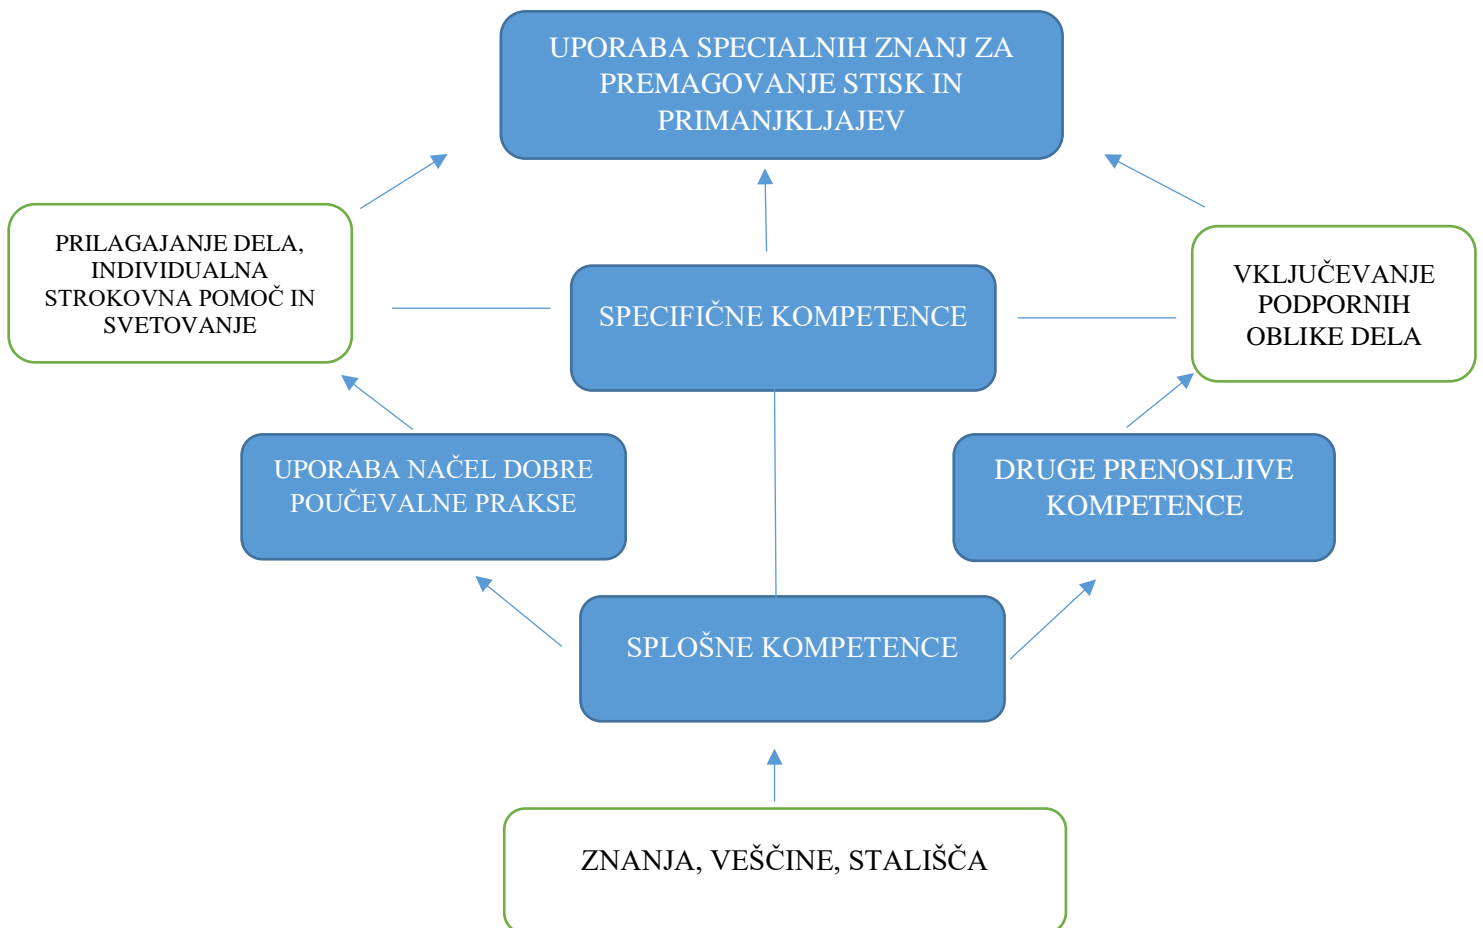 UPORABA SPECIALNIH ZNANJ ZA
PREMAGOVANJE STISK IN
PRIMANJKLJAJEV
PRILAGAJANJE DELA,
INDIVIDUALNA
STROKOVNA POMOČ IN
SVETOVANJE
SPECIFIČNE KOMPETENCE
VKLJUČEVANJE
PODPORNIH
OBLIKE DELA
UPORABA NAČEL DOBRE
POUČEVALNE PRAKSE
DRUGE PRENOSLJIVE
KOMPETENCE
SPLOŠNE KOMPETENCE
ZNANJA, VEŠČINE, STALIŠČA